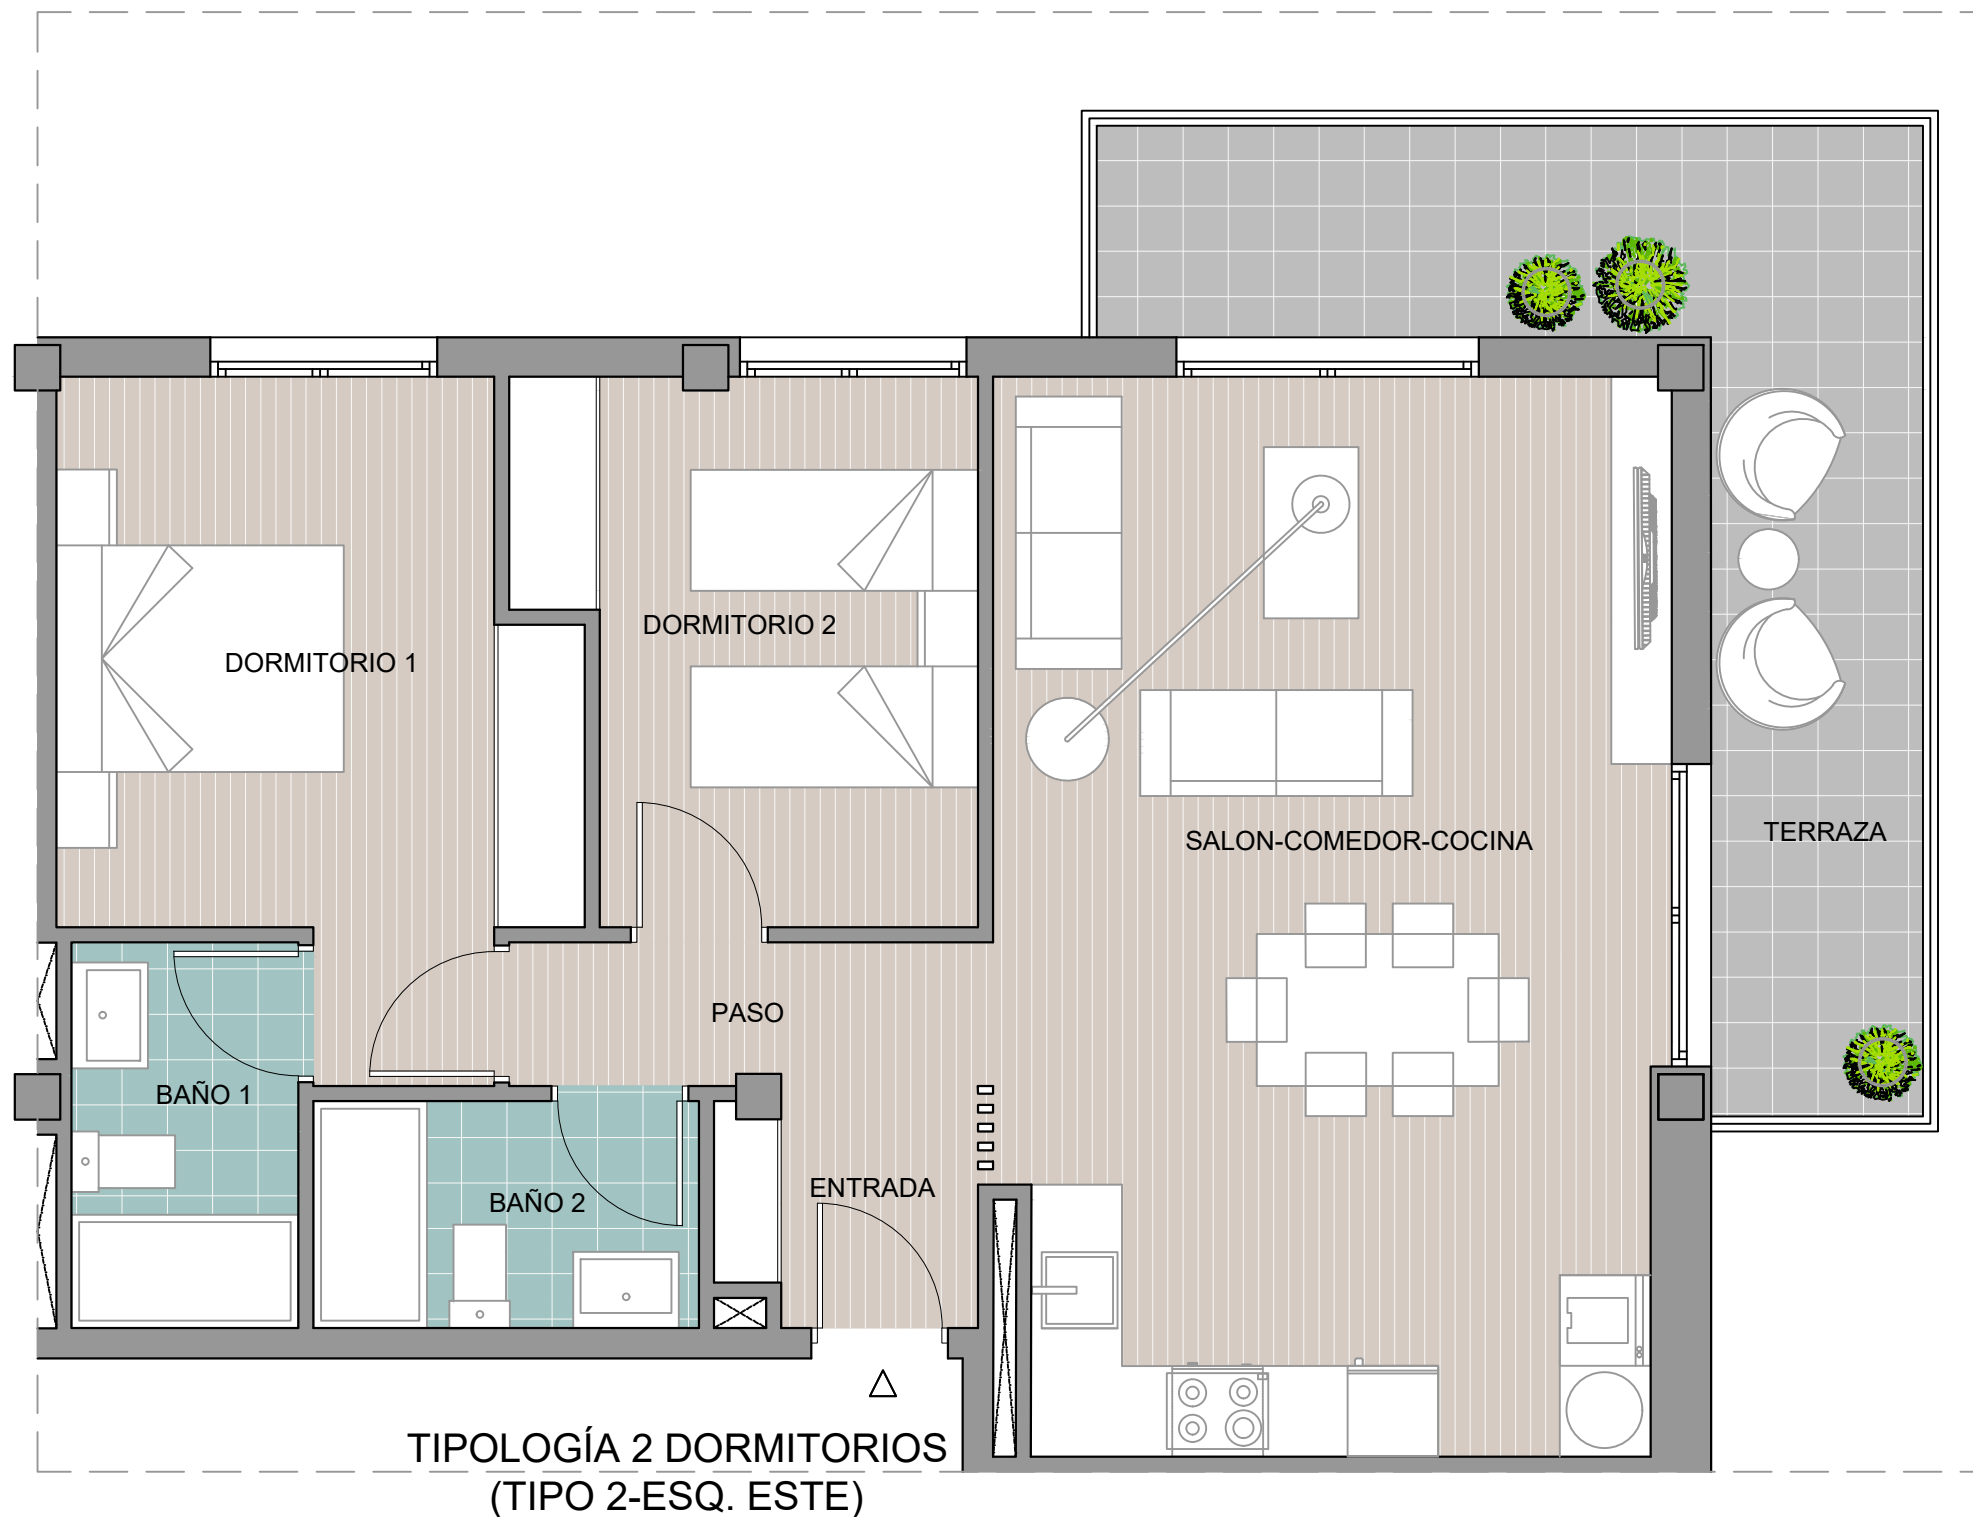 DORMITORIO 2
DORMITORIO 1
SALON-COMEDOR-COCINA
TERRAZA
PASO
BAÑO 1
BAÑO 2
ENTRADA
TIPOLOGÍA 2 DORMITORIOS
(TIPO 2-ESQ. ESTE)